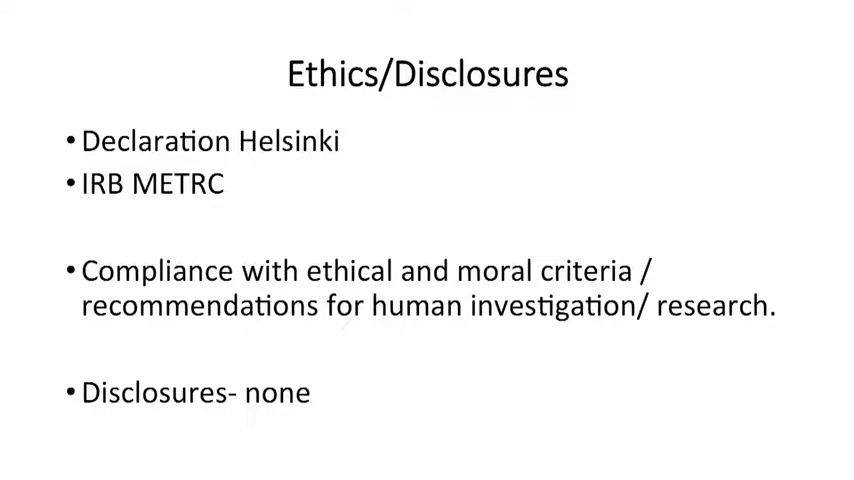 Ethics/Disclosures
• Declaration Helsinki
• IRB METRC
• Compliance with ethical and moral criteria /
recommendations for human investigation/ research.
• Disclosures- none